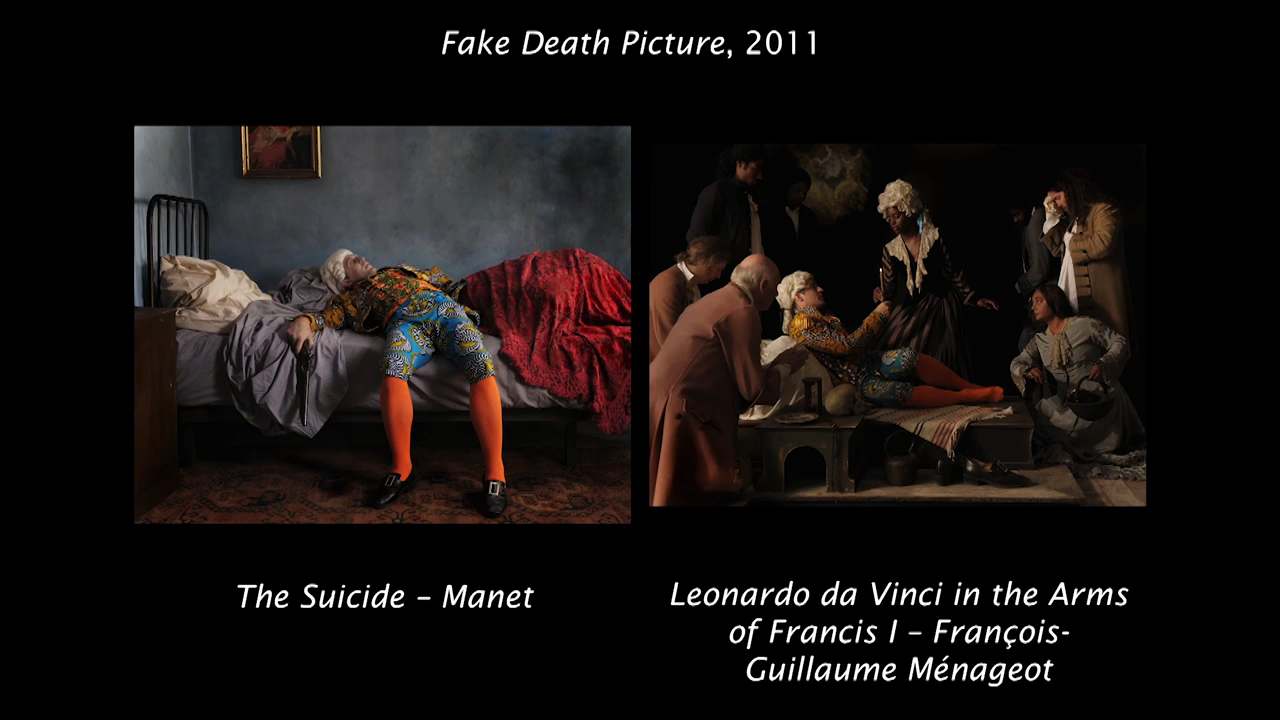 Fake Death Picture, 2011
The Suicide – Manet
Leonardo da Vinci in the Arms
of Francis I – François-
Guillaume Ménageot